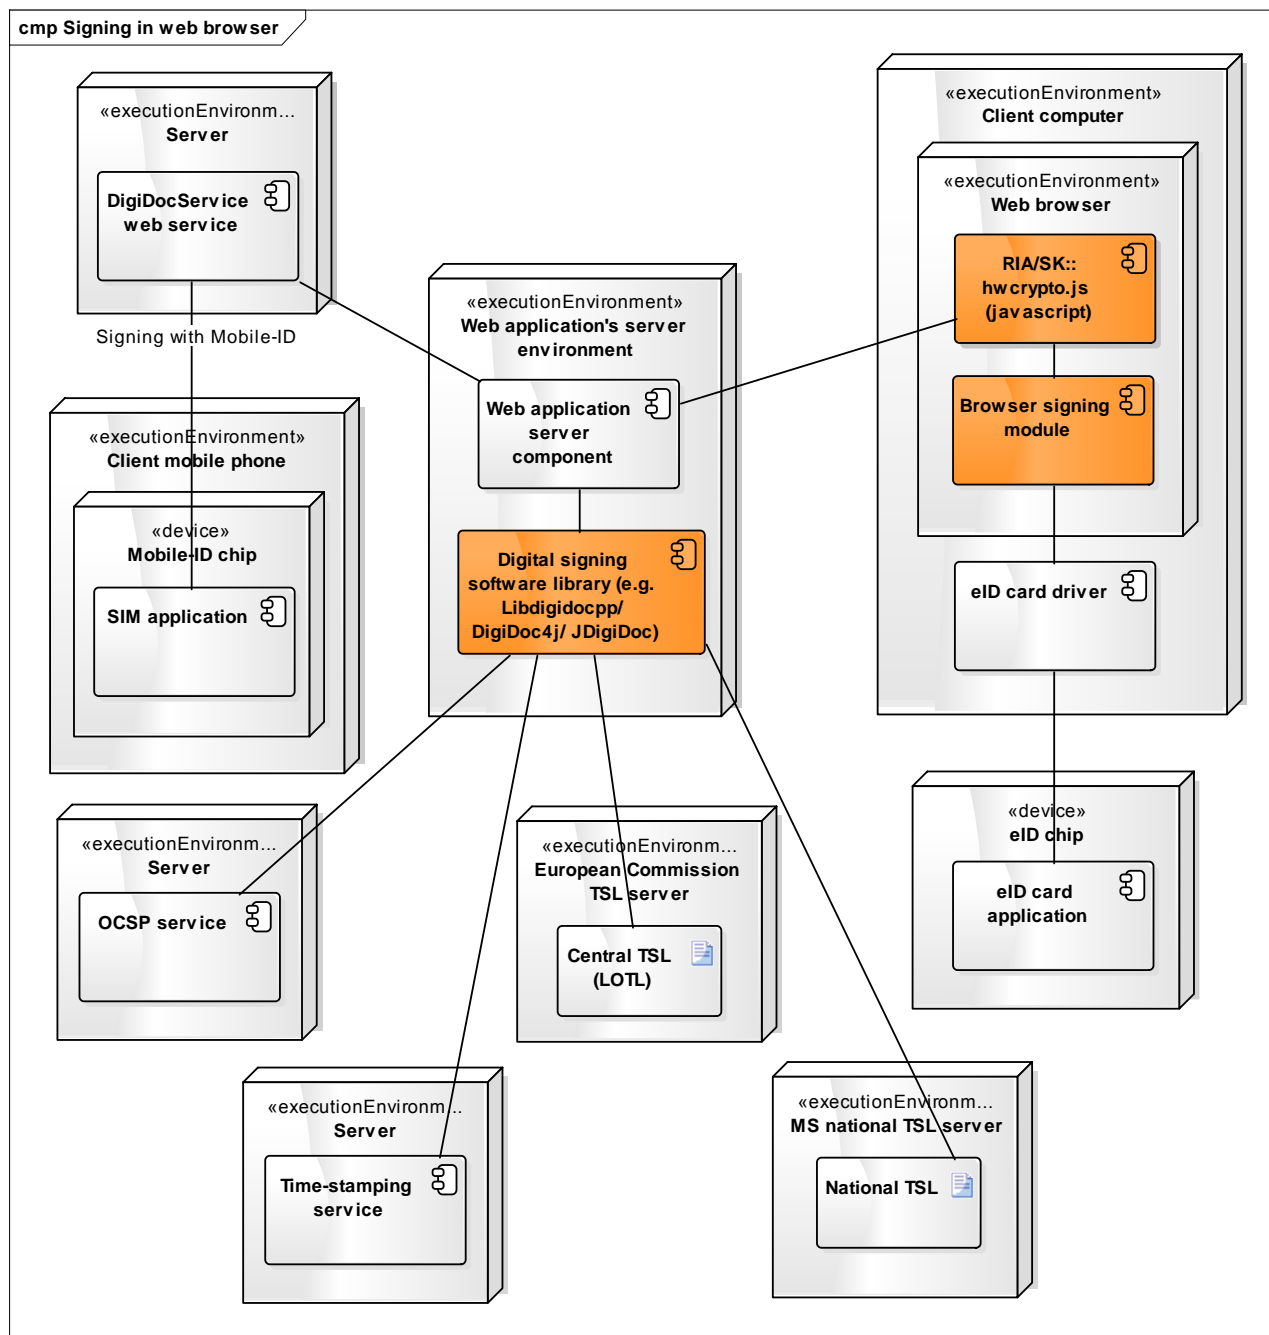 cmp Signing in web browser
«executionEnvironm...
Server
DigiDocService
web service
Signing with Mobile-ID
«executionEnvironment»
Client mobile phone
«device»
Mobile-ID chip
SIM application
«executionEnvironment»
Web application's server
environment
Web application
server
component
Digital signing
software library (e.g.
Libdigidocpp/
DigiDoc4j/ JDigiDoc)
«executionEnvironment»
Client computer
«executionEnvironment»
Web browser
RIA/SK::
hwcrypto.js
(javascript)
Browser signing
module
eID card driver
«device»
eID chip
eID card
application
«executionEnvironm...
Server
OCSP service
«executionEnvironm...
European Commission
TSL server
Central TSL
(LOTL)
«executionEnvironm...
Server
Time-stamping
service
«executionEnvironm...
MS national TSL server
National TSL